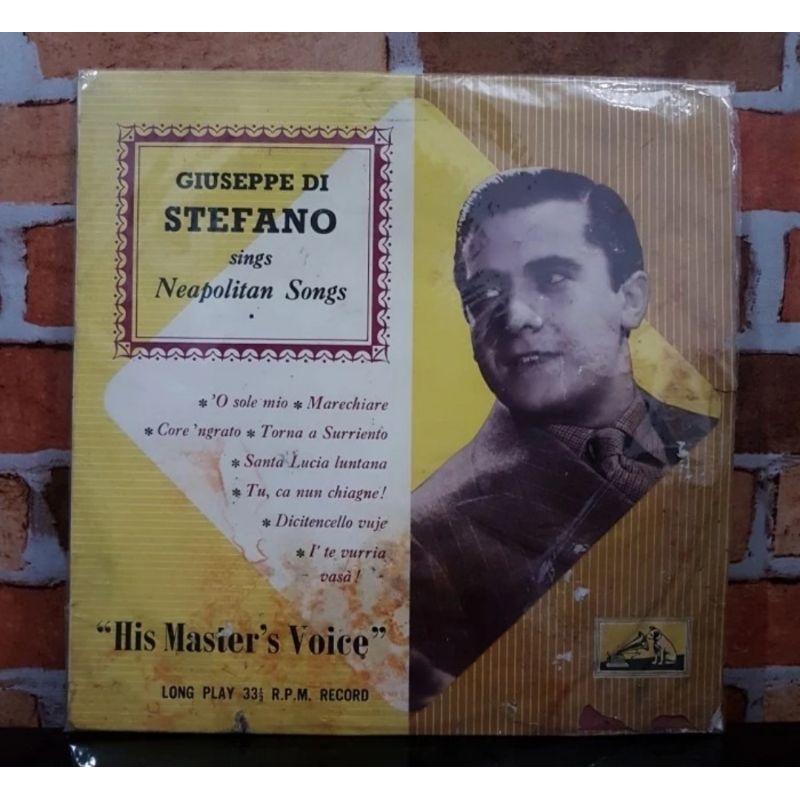 GIUSEPPE DI
STEFANO
sings
Neapolitan Songs
•
* 'O sole mio * Marechiare
* Core 'ngrato * Torna a Surriento
* Santa Lucia luntana
* Tu, ca nun chiagne!
* Dicitencello vuje
* I' te vurria
vasà!
"His Master's Voice"
LONG PLAY 33⅓ R.P.M. RECORD